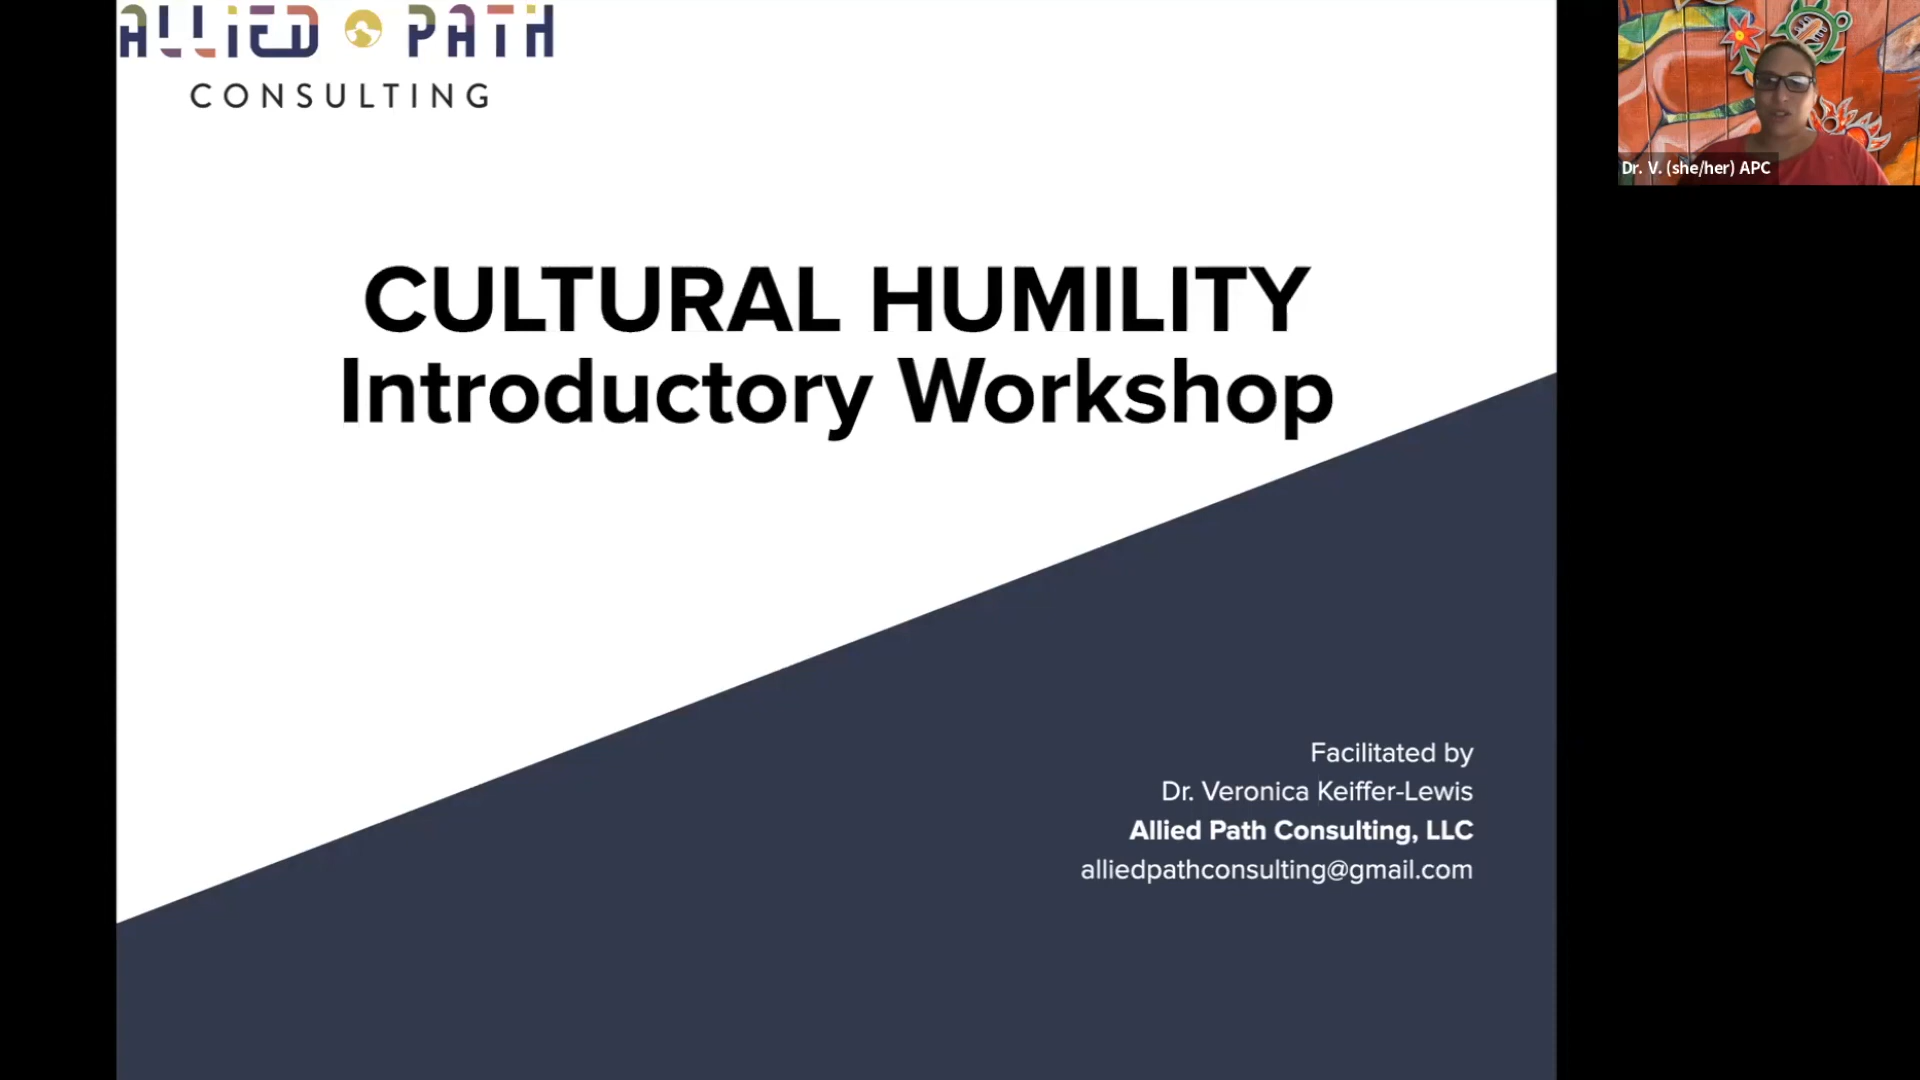 ALLIED PATH
CONSULTING
CULTURAL HUMILITY
Introductory Workshop
Facilitated by
Dr. Veronica Keiffer-Lewis
Allied Path Consulting, LLC
alliedpathconsulting@gmail.com
Dr. V. (she/her) APC